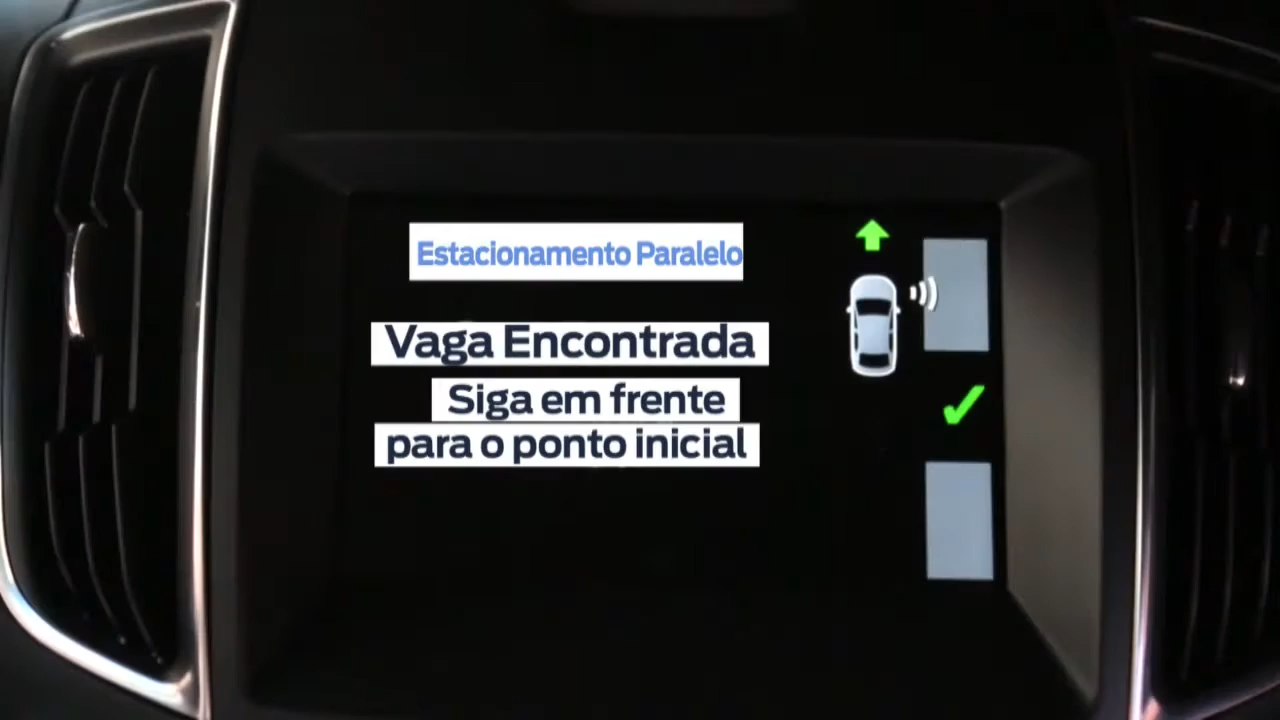 Estacionamento Paralelo
Vaga Encontrada
Siga em frente
para o ponto inicial